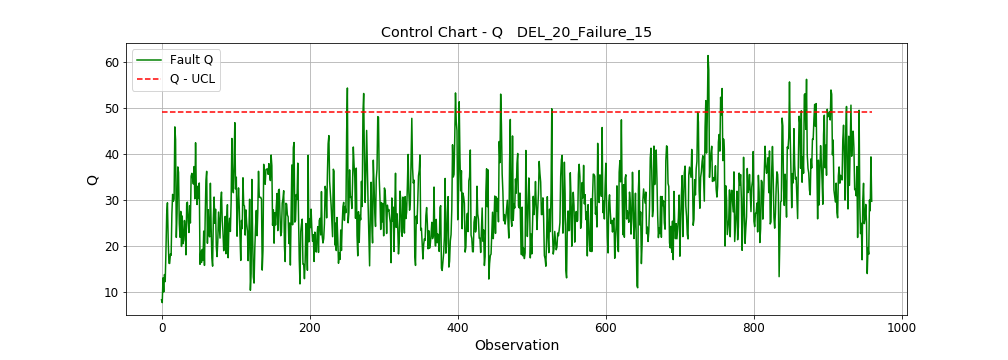 Control Chart - Q   DEL_20_Failure_15
Fault Q
Q - UCL
60
50
40
30
20
10
Q
0 200 400 600 800 1000
Observation